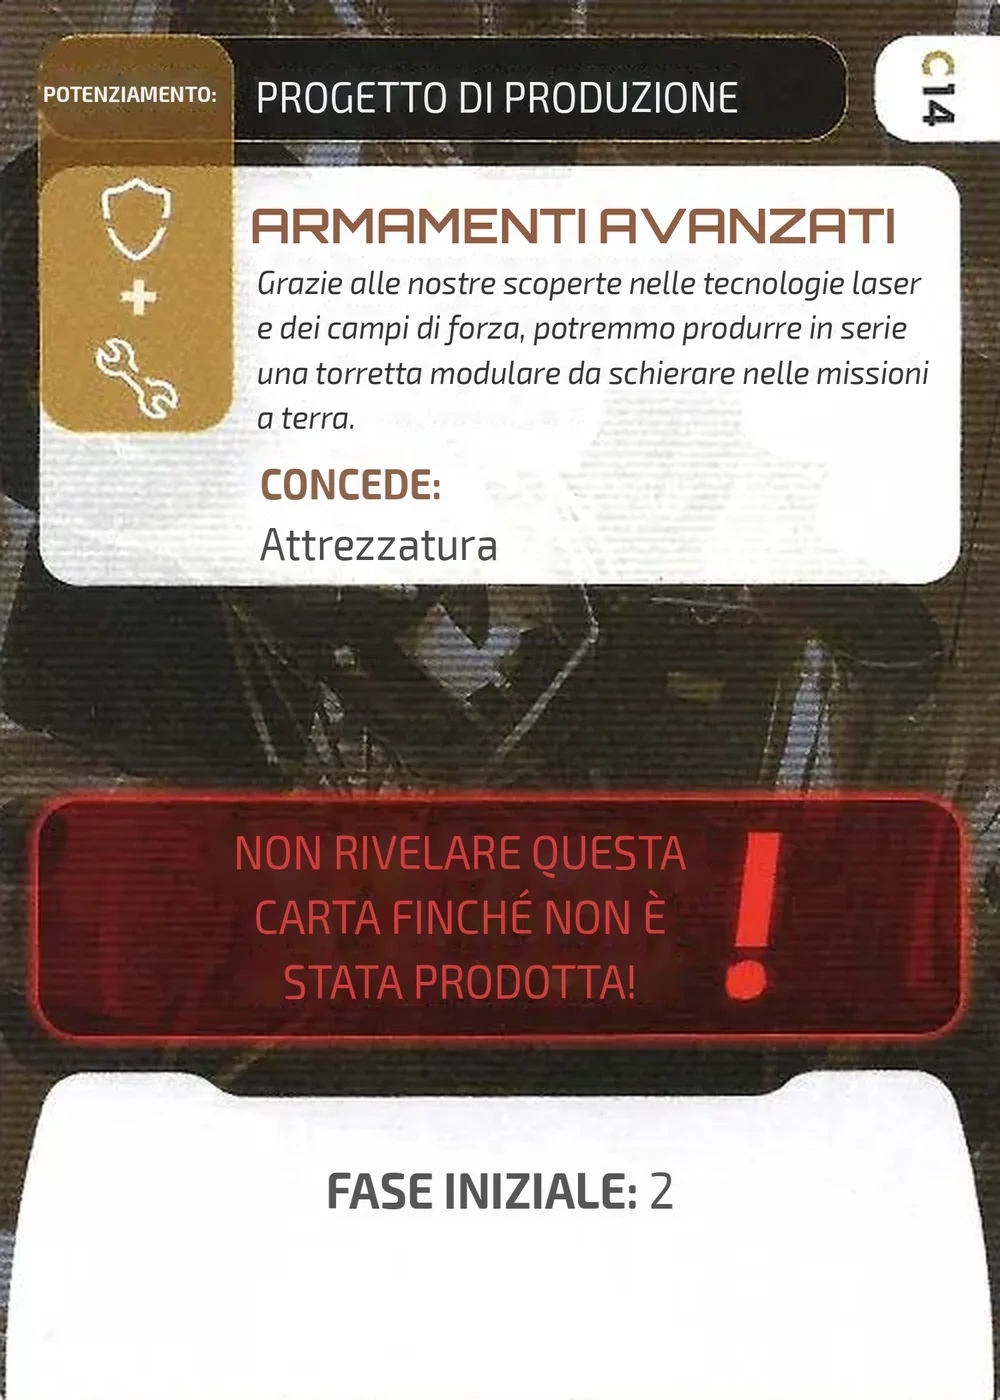 POTENZIAMENTO:
PROGETTO DI PRODUZIONE
C14
ARMAMENTI AVANZATI
Grazie alle nostre scoperte nelle tecnologie laser
e dei campi di forza, potremmo produrre in serie
una torretta modulare da schierare nelle missioni
a terra.
CONCEDE:
Attrezzatura
NON RIVELARE QUESTA
CARTA FINCHÉ NON È
STATA PRODOTTA!
FASE INIZIALE: 2